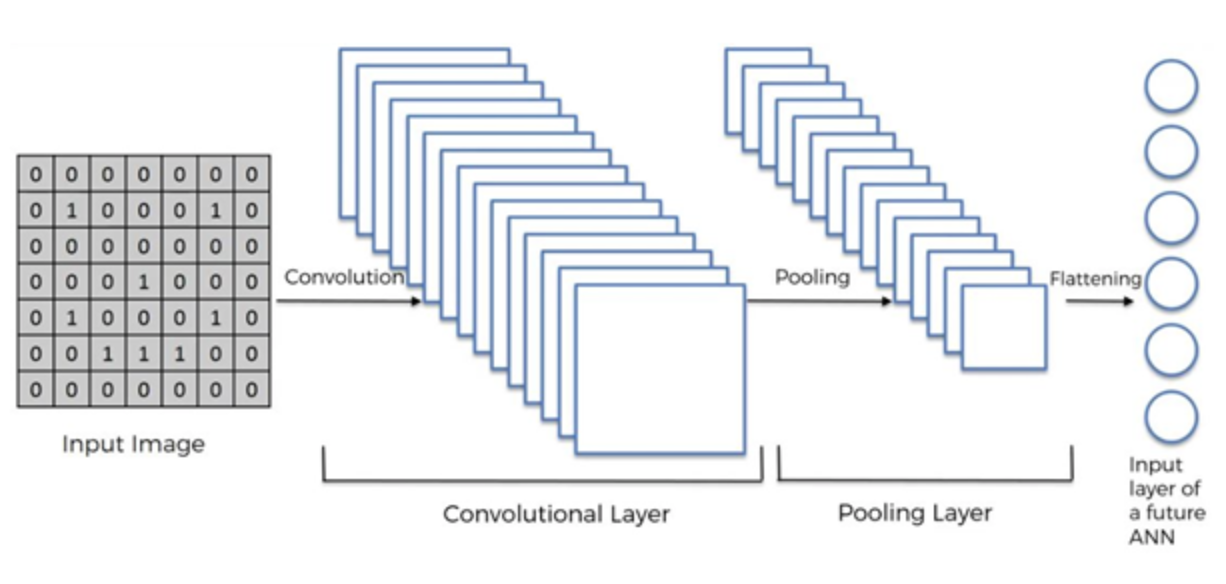 0 0 0 0 0 0 0
0 1 0 0 0 1 0
0 0 0 0 0 0 0
0 0 0 1 0 0 0
0 1 0 0 0 1 0
0 0 1 1 1 0 0
0 0 0 0 0 0 0
Input Image
Convolution
Convolutional Layer
Pooling
Pooling Layer
Flattening
Input
layer of
a future
ANN